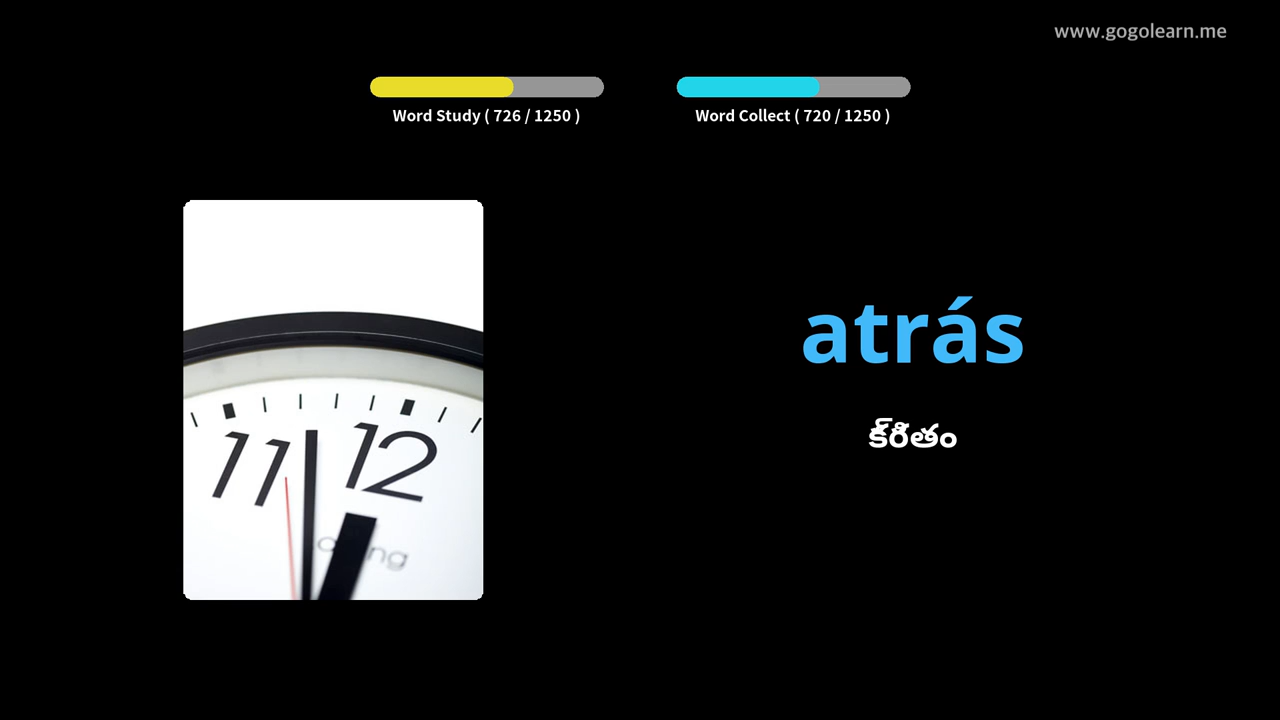 www.gogolearn.me
Word Study ( 726 / 1250 )
Word Collect ( 720 / 1250 )
11
12
atrás
క్రితం